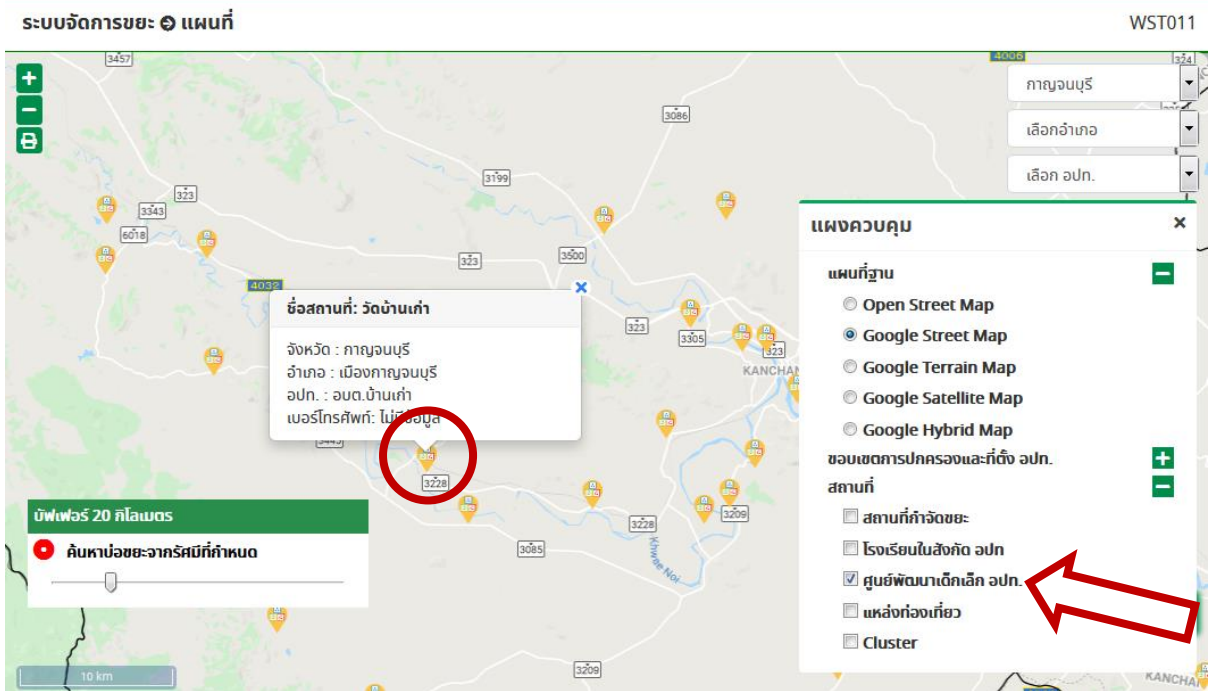 ระบบจัดการขยะ แผนที่
WST011
3457
4006
324
กาญจนบุรี
3086
เลือกอำเภอ
3199
เลือก อปท.
323
3343
6018
แผงควบคุม
3500
323
แผนที่ฐาน
4032
Open Street Map
ชื่อสถานที่: วัดบ้านเก่า
323
Google Street Map
3305
จังหวัด : กาญจนบุรี
323
อำเภอ : เมืองกาญจนบุรี
KANCHA
Google Terrain Map
อปท. : อบต.บ้านเก่า
Google Satellite Map
เบอร์โทรศัพท์: ไม่มีข้อมูล
Google Hybrid Map
3445
ขอบเขตการปกครองและที่ตั้ง อปท.
3228
สถานที่
บัฟเฟอร์ 20 กิโลเมตร
3209
สถานที่กำจัดขยะ
3228
ค้นหาบ่อขยะจากรัศมีที่กำหนด
3085
โรงเรียนในสังกัด อปท
Khwae Noi
ศูนย์พัฒนาเด็กเล็ก อปท.
แหล่งท่องเที่ยว
Cluster
10 km
3209
KANCHA